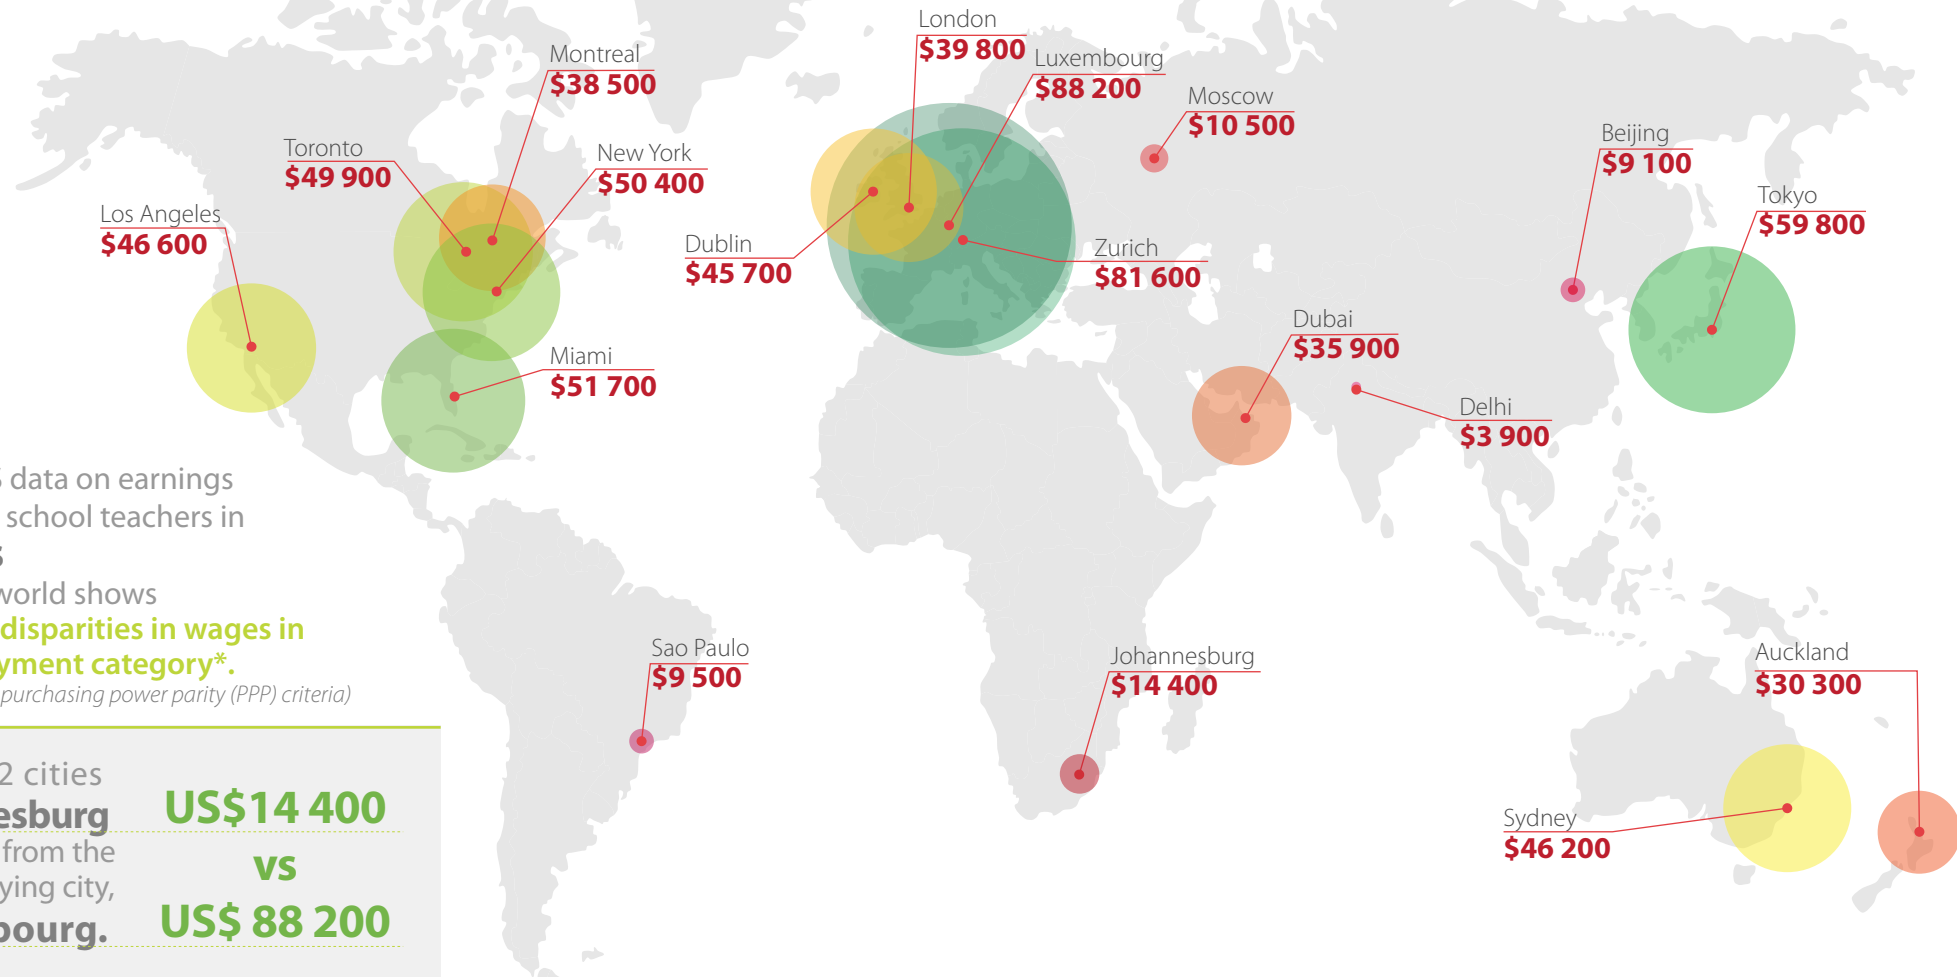 London
$39 800
Montreal
$38 500
Luxembourg
$88 200
Moscow
$10 500
Beijing
$9 100
Toronto
$49 900
New York
$50 400
Tokyo
$59 800
Los Angeles
$46 600
Dublin
$45 700
Zurich
$81 600
Dubai
$35 900
Miami
$51 700
Delhi
$3 900
data on earnings
school teachers in
world shows
disparities in wages in
yment category*.
purchasing power parity (PPP) criteria)
Sao Paulo
$9 500
Johannesburg
$14 400
Auckland
$30 300
Sydney
$46 200
2 cities
esburg
from the
ying city,
bourg.
US$14 400
vs
US$ 88 200